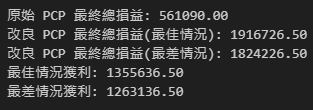 原始 PCP 最終總損益: 561090.00
改良 PCP 最終總損益(最佳情況): 1916726.50
改良 PCP 最終總損益(最差情況): 1824226.50
最佳情況獲利: 1355636.50
最差情況獲利: 1263136.50